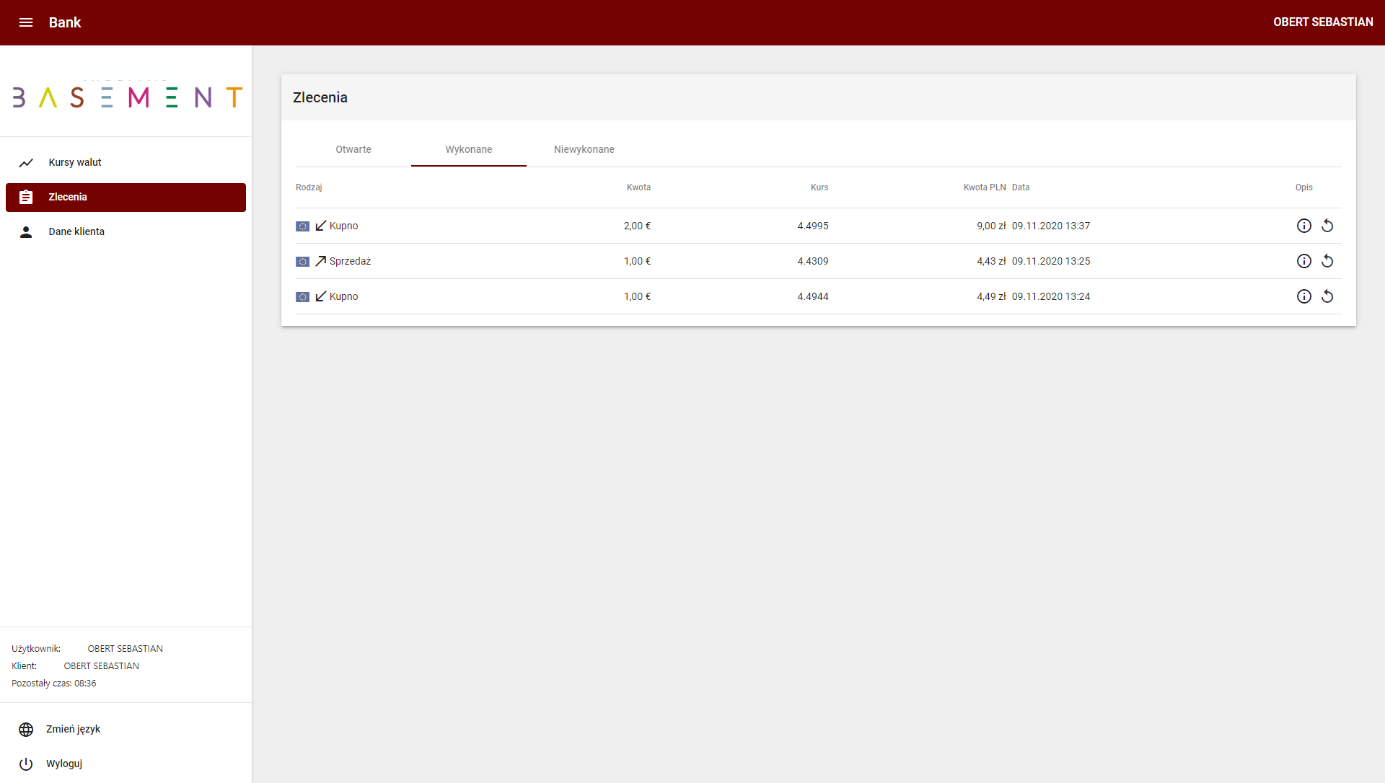 Bank
OBERT SEBASTIAN
BASEMENT
Kursy walut
Zlecenia
Dane klienta
Użytkownik: OBERT SEBASTIAN
Klient: OBERT SEBASTIAN
Pozostały czas: 08:36
Zmień język
Wyloguj
Zlecenia
Otwarte Wykonane Niewykonane
Rodzaj Kwota Kurs Kwota PLN Data Opis
Kupno 2,00 € 4.4995 9,00 zł 09.11.2020 13:37
Sprzedaż 1,00 € 4.4309 4,43 zł 09.11.2020 13:25
Kupno 1,00 € 4.4944 4,49 zł 09.11.2020 13:24